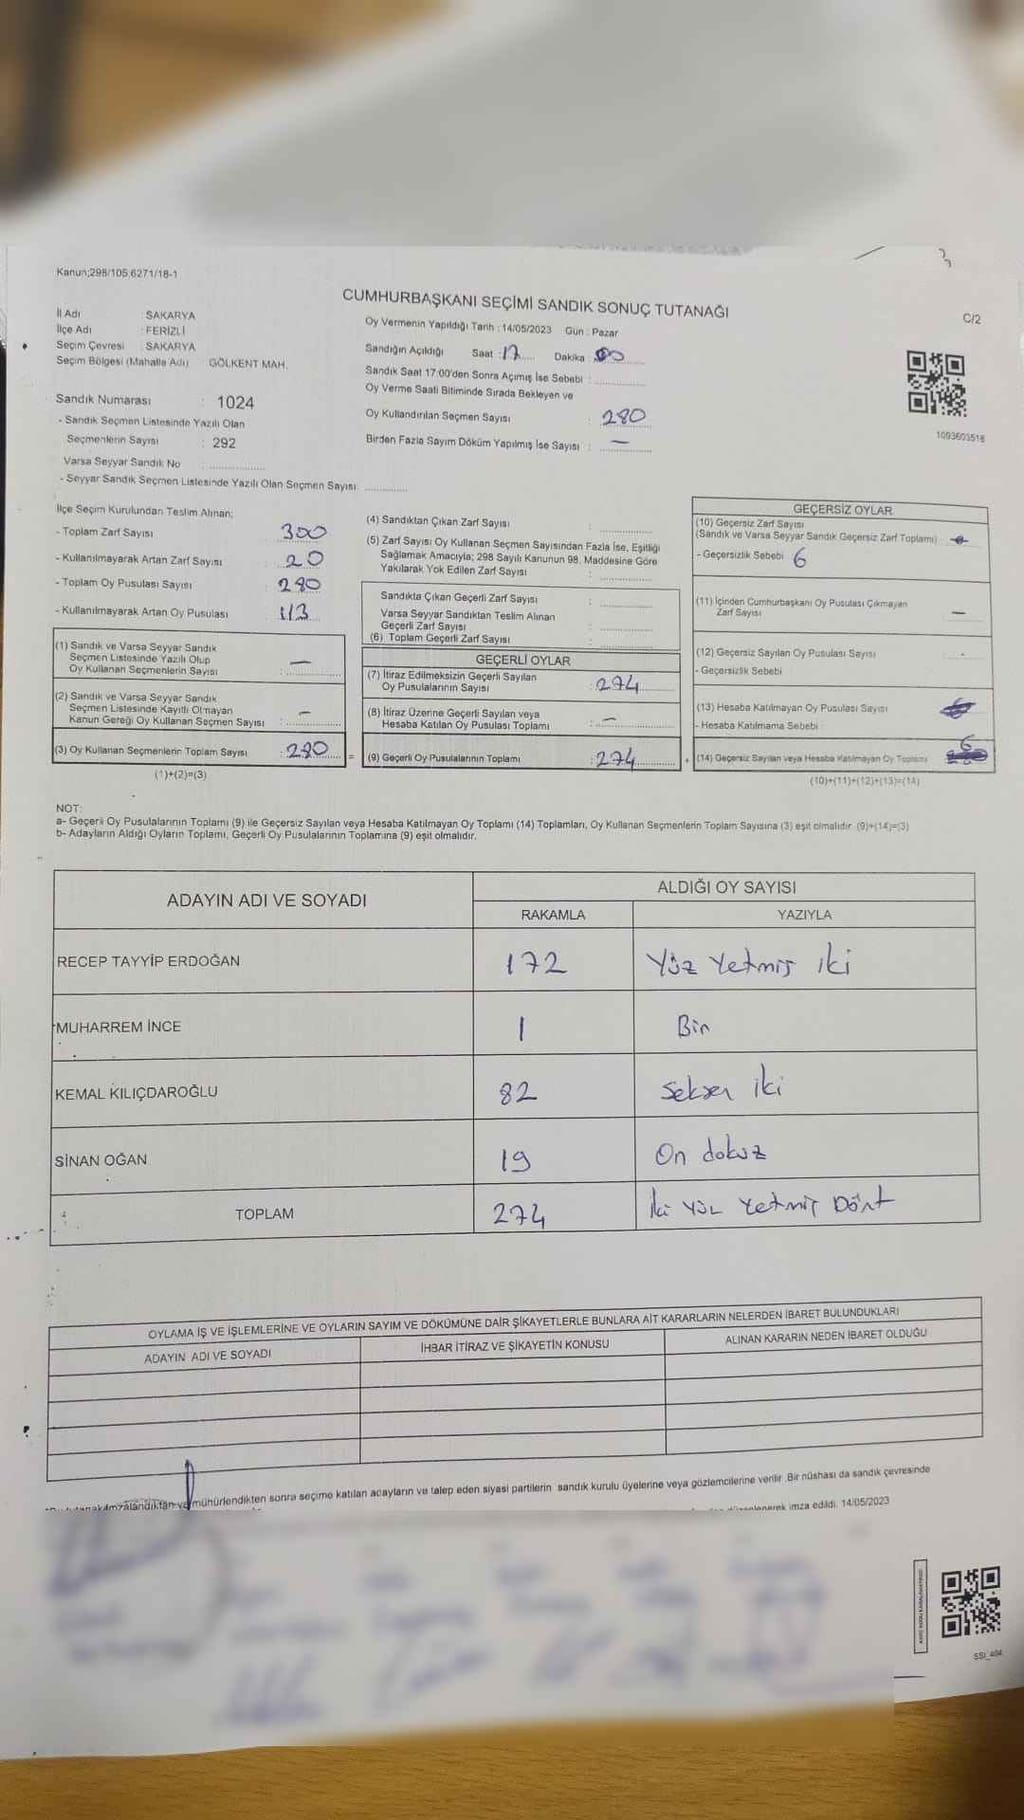 Kanun;298/105,6271/18-1
CUMHURBAŞKANI SEÇİMİ SANDIK SONUÇ TUTANAĞI
C/2
İl Adı : SAKARYA
İlçe Adı : FERİZLİ
Seçim Çevresi : SAKARYA
Seçim Bölgesi (Mahalle Adı) GÖLKENT MAH.
Sandık Numarası : 1024
- Sandık Seçmen Listesinde Yazılı Olan
Seçmenlerin Sayısı : 292
Varsa Seyyar Sandık No :
- Seyyar Sandık Seçmen Listesinde Yazılı Olan Seçmen Sayısı
Oy Vermenin Yapıldığı Tarih : 14/05/2023 Gün : Pazar
Sandığın Açıldığı Saat : 17 Dakika : 00
Sandık Saat 17:00'den Sonra Açımış İse Sebebi :
Oy Verme Saati Bitiminde Sırada Bekleyen ve
Oy Kullandırılan Seçmen Sayısı : 280
Birden Fazla Sayım Döküm Yapılmış İse Sayısı : —
1093603518
İlçe Seçim Kurulundan Teslim Alınan;
- Toplam Zarf Sayısı : 300
- Kullanılmayarak Artan Zarf Sayısı : 20
- Toplam Oy Pusulası Sayısı
- Kullanılmayarak Artan Oy Pusulası : 113
(1) Sandık ve Varsa Seyyar Sandık
Seçmen Listesinde Yazılı Olup
Oy Kullanan Seçmenlerin Sayısı : —
(2) Sandık ve Varsa Seyyar Sandık
Seçmen Listesinde Kayıtlı Olmayan
Kanun Gereği Oy Kullanan Seçmen Sayısı : —
(3) Oy Kullanan Seçmenlerin Toplam Sayısı : 280 =
(1)+(2)=(3)
(4) Sandıktan Çıkan Zarf Sayısı :
(5) Zarf Sayısı Oy Kullanan Seçmen Sayısından Fazla İse, Eşitliği
Sağlamak Amacıyla; 298 Sayılı Kanunun 98. Maddesine Göre
Yakılarak Yok Edilen Zarf Sayısı :
Sandıkta Çıkan Geçerli Zarf Sayısı :
Varsa Seyyar Sandıktan Teslim Alınan
Geçerli Zarf Sayısı :
(6) Toplam Geçerli Zarf Sayısı :
GEÇERLİ OYLAR
(7) İtiraz Edilmeksizin Geçerli Sayılan
Oy Pusulalarının Sayısı : 274
(8) İtiraz Üzerine Geçerli Sayılan veya
Hesaba Katılan Oy Pusulası Toplamı : —
(9) Geçerli Oy Pusulalarının Toplamı : 274 +
GEÇERSİZ OYLAR
(10) Geçersiz Zarf Sayısı
(Sandık ve Varsa Seyyar Sandık Geçersiz Zarf Toplamı)
- Geçersizlik Sebebi 6
(11) İçinden Cumhurbaşkanı Oy Pusulası Çıkmayan
Zarf Sayısı —
(12) Geçersiz Sayılan Oy Pusulası Sayısı
- Geçersizlik Sebebi
(13) Hesaba Katılmayan Oy Pusulası Sayısı
- Hesaba Katılmama Sebebi
(14) Geçersiz Sayılan veya Hesaba Katılmayan Oy Toplamı 6
(10)+(11)+(12)+(13)=(14)
NOT:
a- Geçerli Oy Pusulalarının Toplamı (9) ile Geçersiz Sayılan veya Hesaba Katılmayan Oy Toplamı (14) Toplamları, Oy Kullanan Seçmenlerin Toplam Sayısına (3) eşit olmalıdır. (9)+(14)=(3)
b- Adayların Aldığı Oyların Toplamı, Geçerli Oy Pusulalarının Toplamına (9) eşit olmalıdır.
ADAYIN ADI VE SOYADI
ALDIĞI OY SAYISI
RAKAMLA YAZIYLA
RECEP TAYYİP ERDOĞAN 172 Yüz Yetmiş iki
MUHARREM İNCE 1 Bir
KEMAL KILIÇDAROĞLU 82 Seksen iki
SİNAN OĞAN 19 On dokuz
TOPLAM 274 İki Yüz Yetmiş Dört
OYLAMA İŞ VE İŞLEMLERİNE VE OYLARIN SAYIM VE DÖKÜMÜNE DAİR ŞİKAYETLERLE BUNLARA AİT KARARLARIN NELERDEN İBARET BULUNDUKLARI
ADAYIN ADI VE SOYADI İHBAR İTİRAZ VE ŞİKAYETİN KONUSU ALINAN KARARIN NEDEN İBARET OLDUĞU
mühürlendikten sonra seçime katılan adayların ve talep eden siyasi partilerin sandık kurulu üyelerine veya gözlemcilerine verilir. Bir nüshası da sandık çevresinde
imza edildi. 14/05/2023